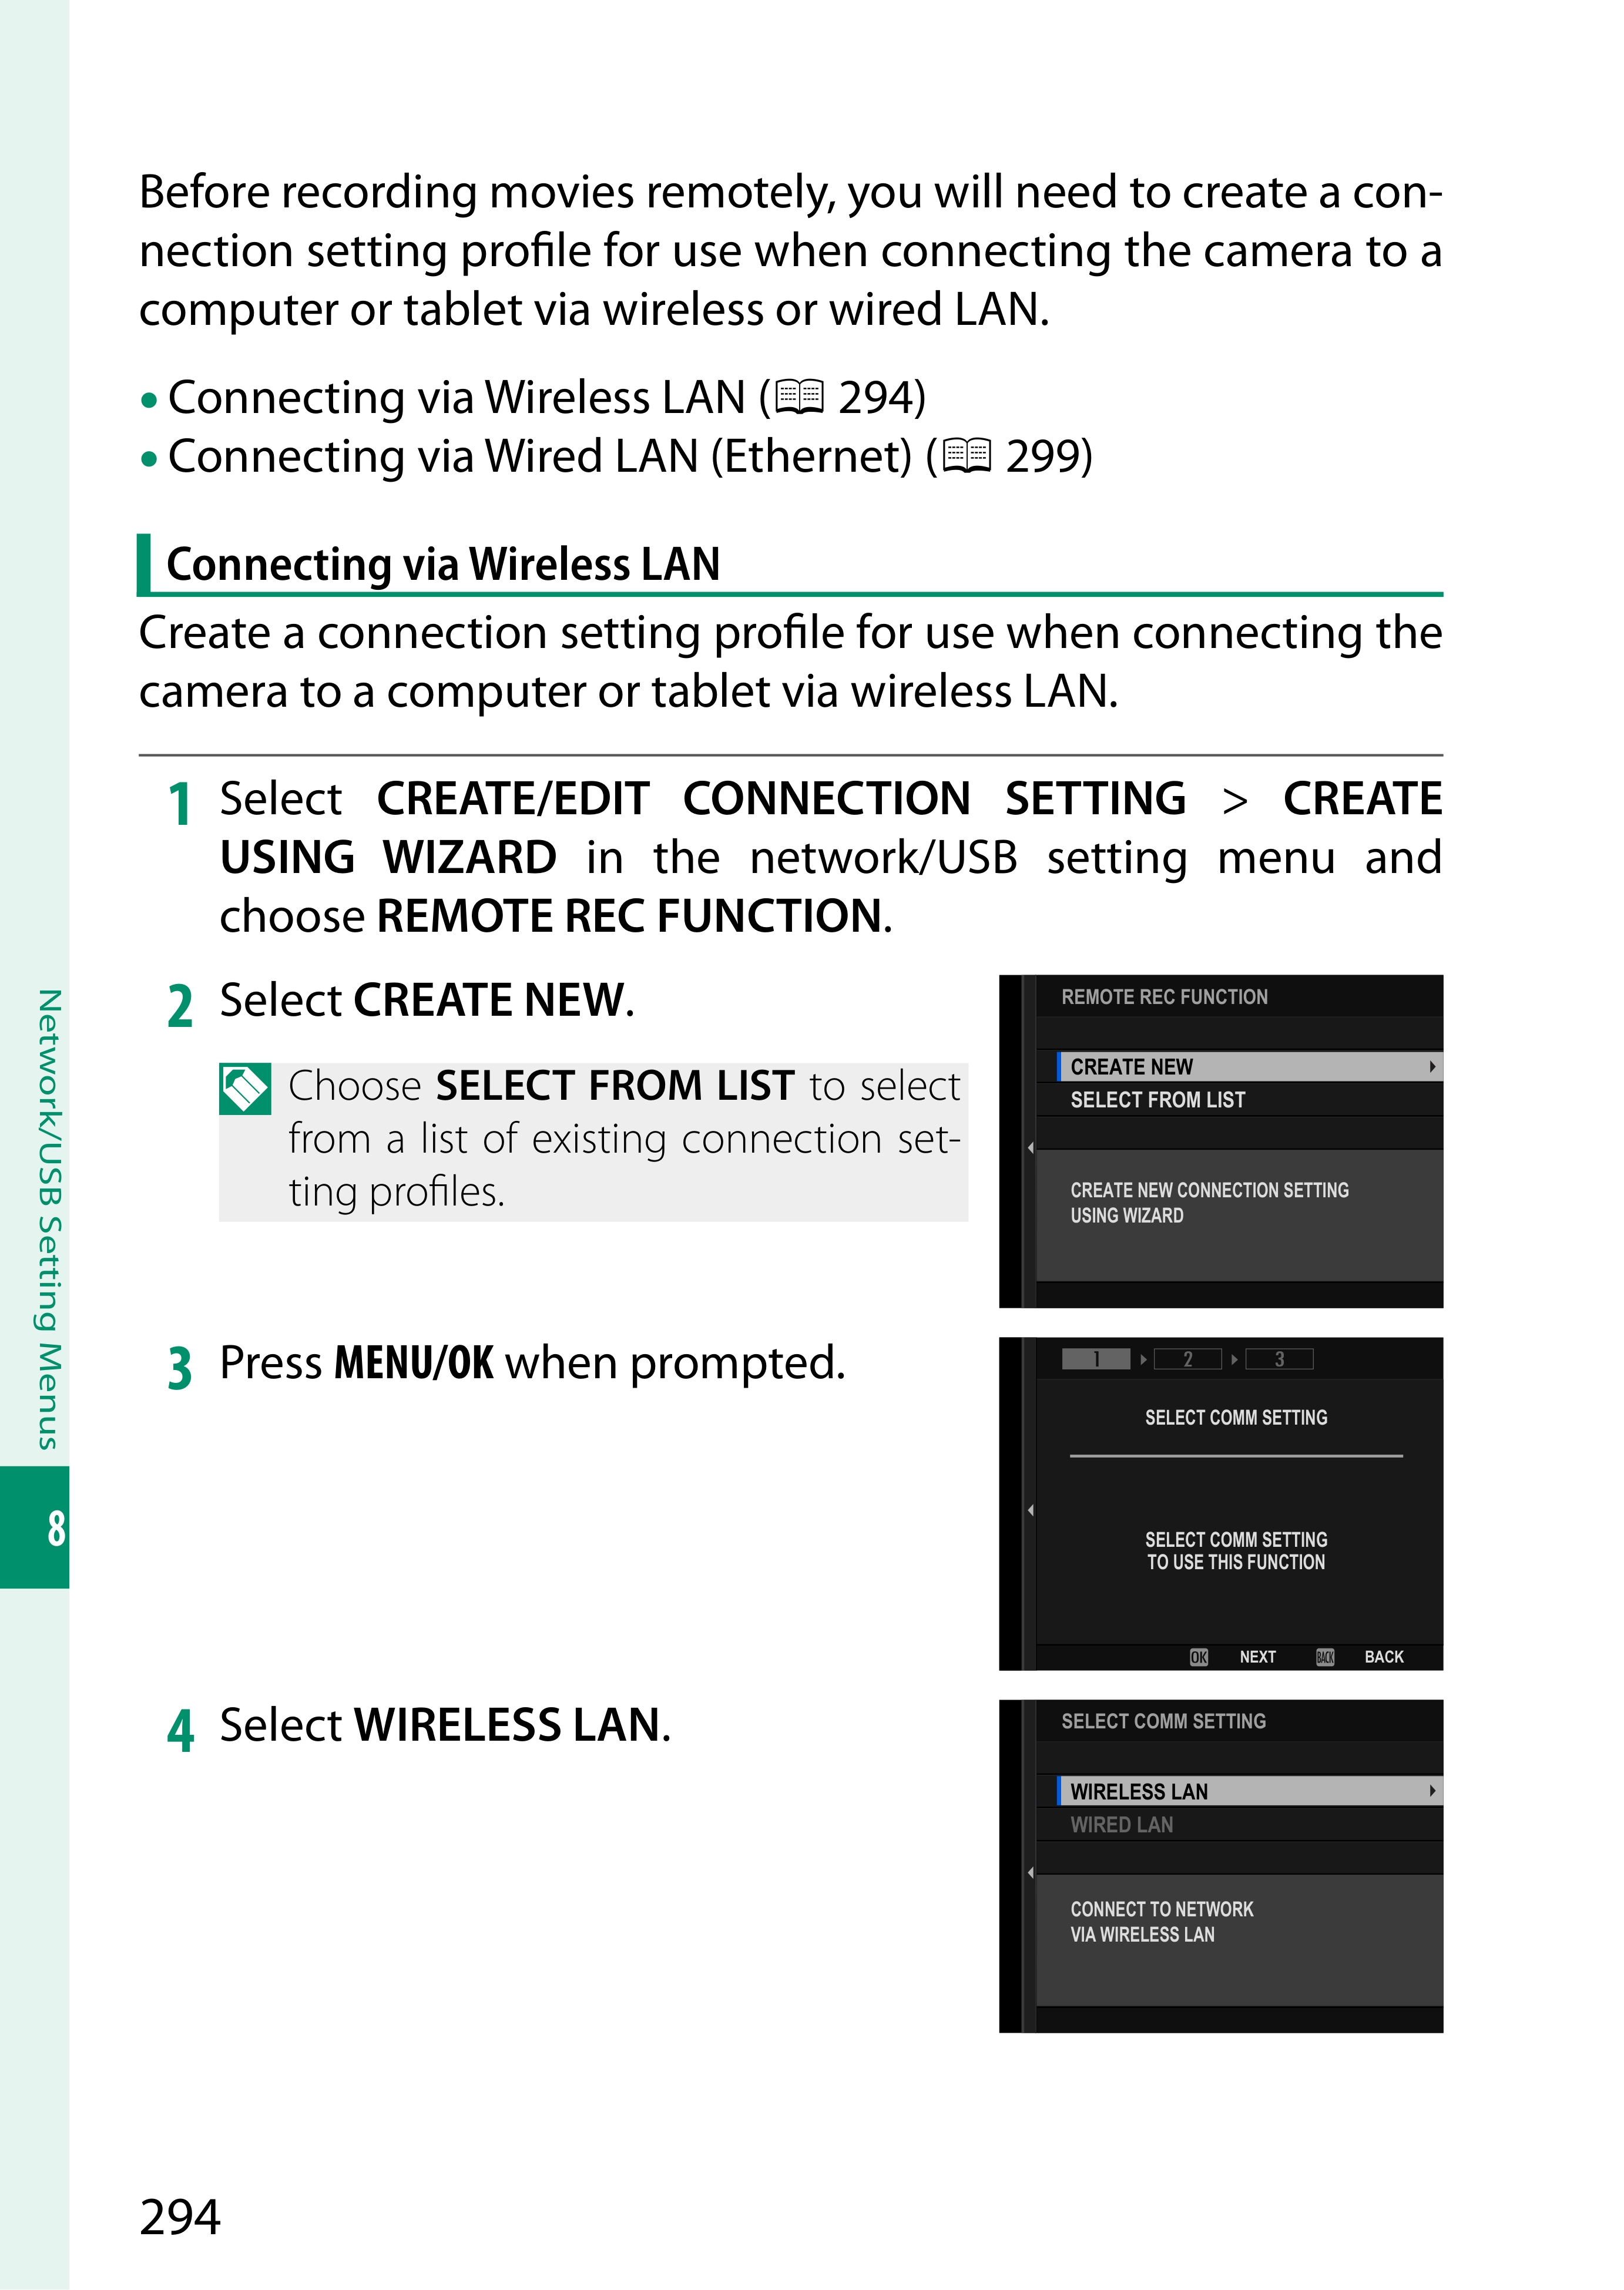 Before recording movies remotely, you will need to create a con-
nection setting profile for use when connecting the camera to a
computer or tablet via wireless or wired LAN.
• Connecting via Wireless LAN ( 294)
• Connecting via Wired LAN (Ethernet) ( 299)
Connecting via Wireless LAN
Create a connection setting profile for use when connecting the
camera to a computer or tablet via wireless LAN.
1 Select CREATE/EDIT CONNECTION SETTING > CREATE
USING WIZARD in the network/USB setting menu and
choose REMOTE REC FUNCTION.
2 Select CREATE NEW.
Choose SELECT FROM LIST to select
from a list of existing connection set-
ting profiles.
REMOTE REC FUNCTION
CREATE NEW
SELECT FROM LIST
CREATE NEW CONNECTION SETTING
USING WIZARD
3 Press MENU/OK when prompted.
1 2 3
SELECT COMM SETTING
SELECT COMM SETTING
TO USE THIS FUNCTION
OK NEXT BACK BACK
4 Select WIRELESS LAN.
SELECT COMM SETTING
WIRELESS LAN
WIRED LAN
CONNECT TO NETWORK
VIA WIRELESS LAN
Network/USB Setting Menus
8
294